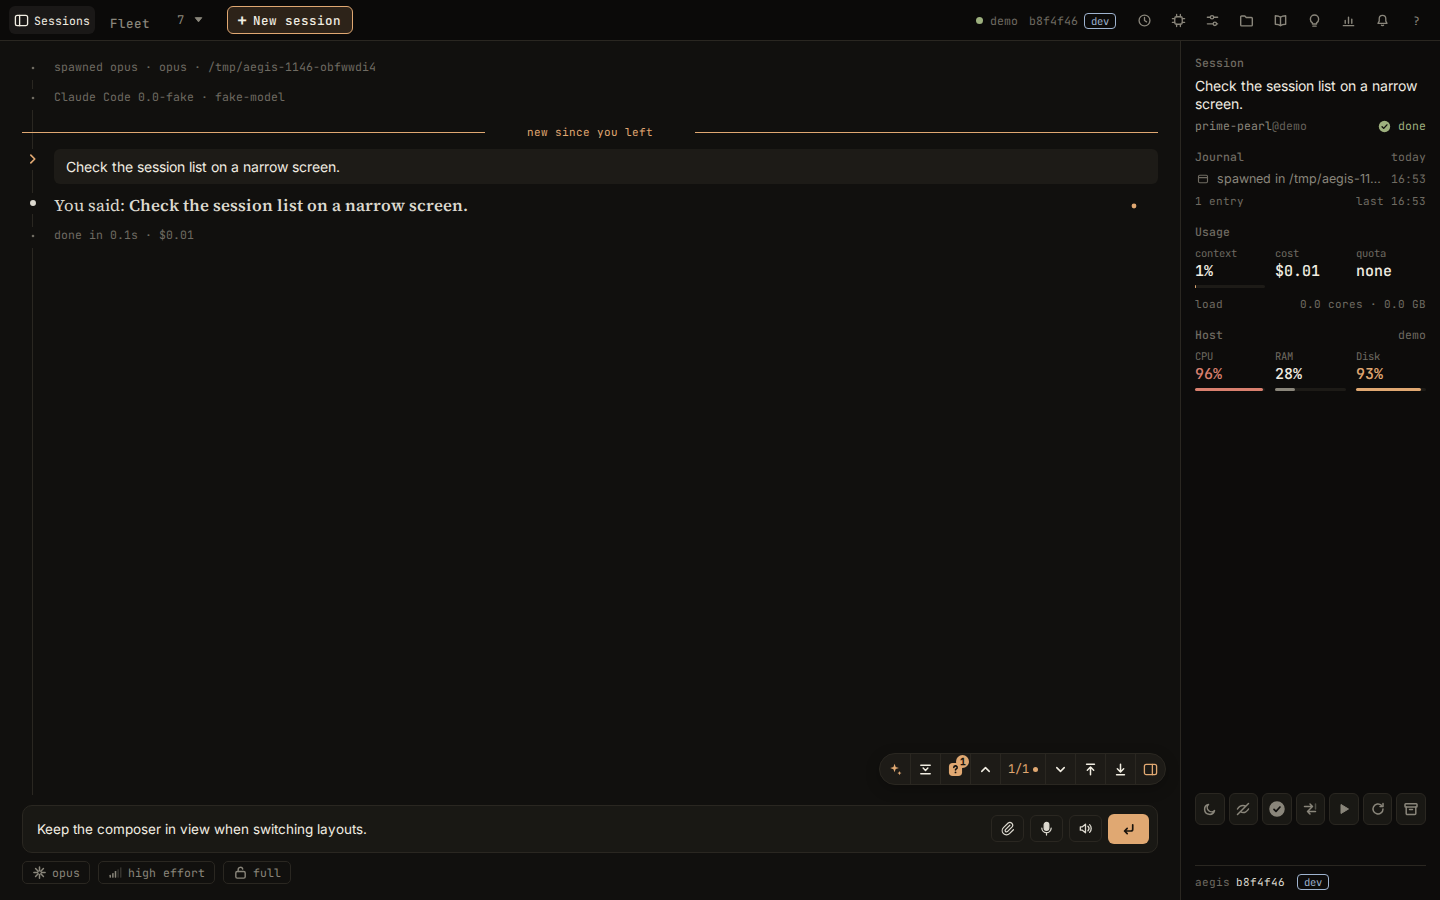 Sessions Fleet 7 + New session demo b8f4f46 dev ?
spawned opus · opus · /tmp/aegis-1146-obfwwdi4
Claude Code 0.0-fake · fake-model
new since you left
Check the session list on a narrow screen.
You said: Check the session list on a narrow screen.
done in 0.1s · $0.01
? 1 1/1
Keep the composer in view when switching layouts.
opus high effort full
Session
Check the session list on a narrow
screen.
prime-pearl@demo done
Journal today
spawned in /tmp/aegis-11... 16:53
1 entry last 16:53
Usage
context cost quota
1% $0.01 none
load 0.0 cores · 0.0 GB
Host demo
CPU RAM Disk
96% 28% 93%
aegis b8f4f46 dev